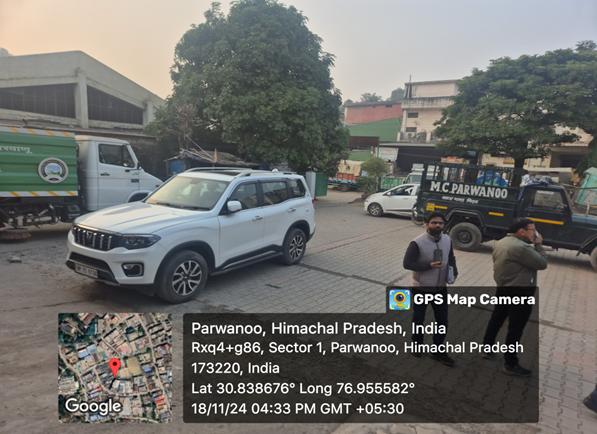 M C PARWANOO
GPS Map Camera
Parwanoo, Himachal Pradesh, India
Rxq4+g86, Sector 1, Parwanoo, Himachal Pradesh
173220, India
Lat 30.838676° Long 76.955582°
18/11/24 04:33 PM GMT +05:30
Google